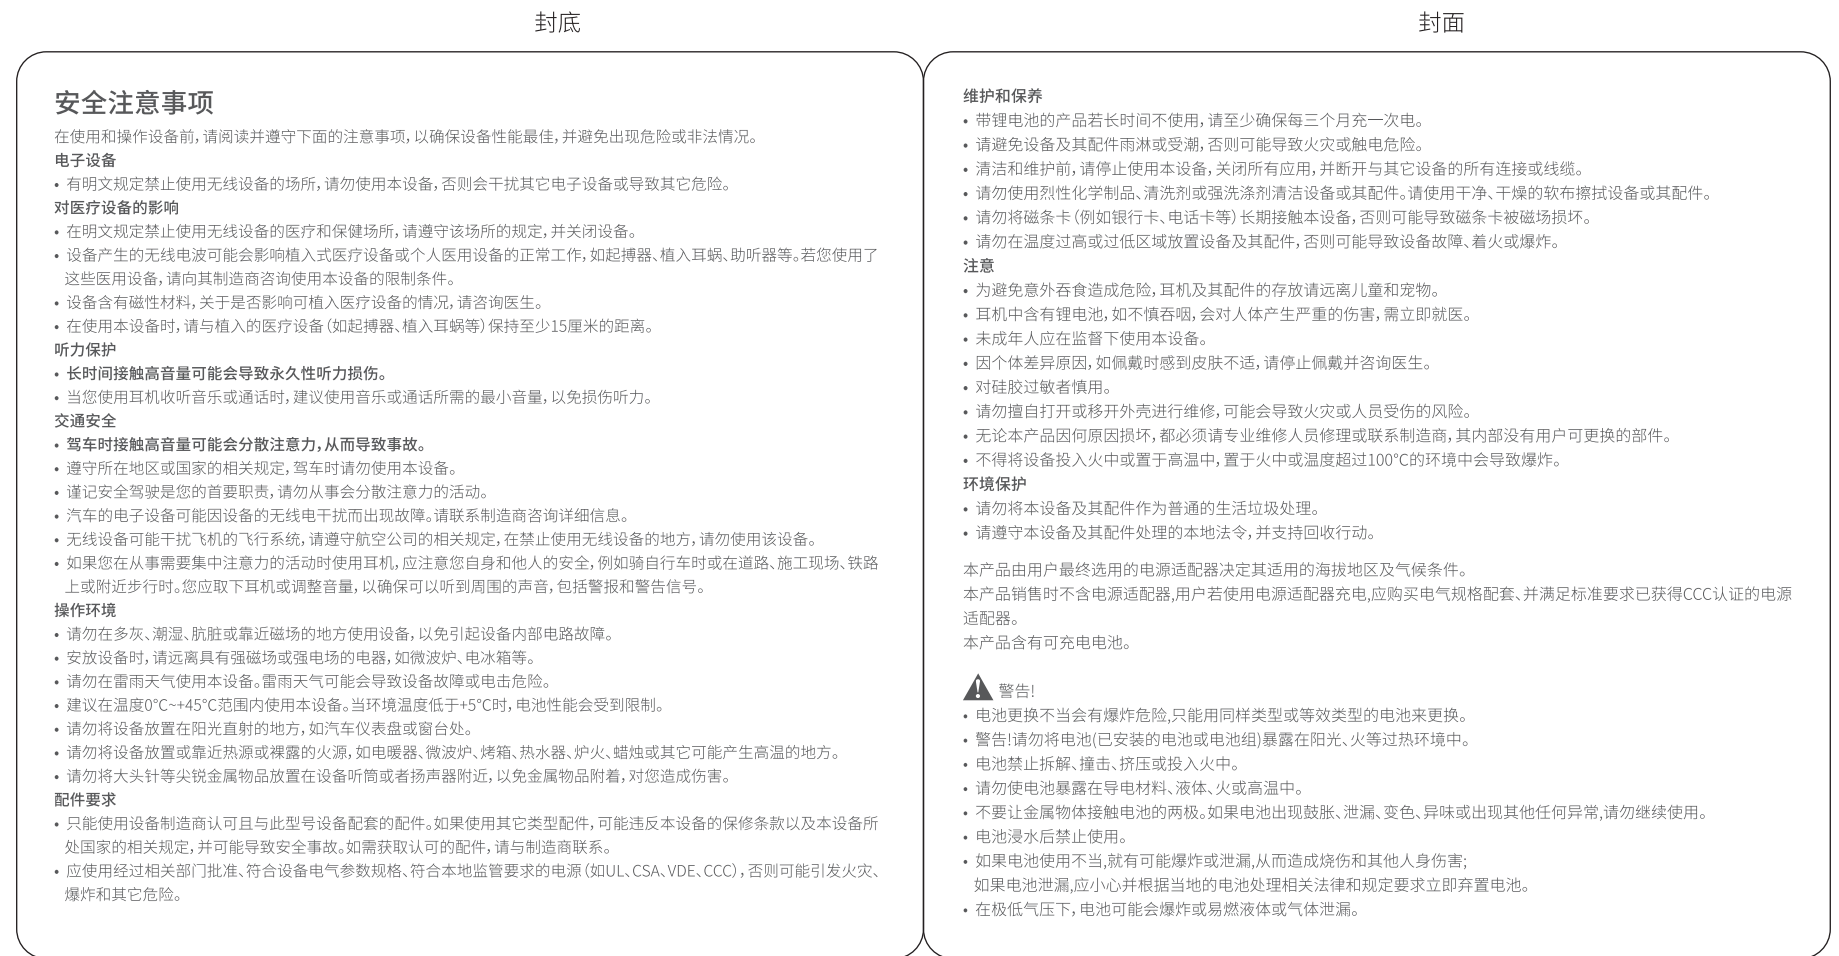 封底
安全注意事项
在使用和操作设备前，请阅读并遵守下面的注意事项，以确保设备性能最佳，并避免出现危险或非法情况。
电子设备
• 有明文规定禁止使用无线设备的场所，请勿使用本设备，否则会干扰其它电子设备或导致其它危险。
对医疗设备的影响
• 在明文规定禁止使用无线设备的医疗和保健场所，请遵守该场所的规定，并关闭设备。
• 设备产生的无线电波可能会影响植入式医疗设备或个人医用设备的正常工作，如起搏器、植入耳蜗、助听器等。若您使用了
这些医用设备，请向其制造商咨询使用本设备的限制条件。
• 设备含有磁性材料，关于是否影响可植入医疗设备的情况，请咨询医生。
• 在使用本设备时，请与植入的医疗设备（如起搏器、植入耳蜗等）保持至少15厘米的距离。
听力保护
• 长时间接触高音量可能会导致永久性听力损伤。
• 当您使用耳机收听音乐或通话时，建议使用音乐或通话所需的最小音量，以免损伤听力。
交通安全
• 驾车时接触高音量可能会分散注意力，从而导致事故。
• 遵守所在地区或国家的相关规定，驾车时请勿使用本设备。
• 谨记安全驾驶是您的首要职责，请勿从事会分散注意力的活动。
• 汽车的电子设备可能因设备的无线电干扰而出现故障。请联系制造商咨询详细信息。
• 无线设备可能干扰飞机的飞行系统，请遵守航空公司的相关规定，在禁止使用无线设备的地方，请勿使用该设备。
• 如果您在从事需要集中注意力的活动时使用耳机，应注意您自身和他人的安全，例如骑自行车时或在道路、施工现场、铁路
上或附近步行时。您应取下耳机或调整音量，以确保可以听到周围的声音，包括警报和警告信号。
操作环境
• 请勿在多灰、潮湿、肮脏或靠近磁场的地方使用设备，以免引起设备内部电路故障。
• 安放设备时，请远离具有强磁场或强电场的电器，如微波炉、电冰箱等。
• 请勿在雷雨天气使用本设备。雷雨天气可能会导致设备故障或电击危险。
• 建议在温度0℃~+45℃范围内使用本设备。当环境温度低于+5℃时，电池性能会受到限制。
• 请勿将设备放置在阳光直射的地方，如汽车仪表盘或窗台处。
• 请勿将设备放置或靠近热源或裸露的火源，如电暖器、微波炉、烤箱、热水器、炉火、蜡烛或其它可能产生高温的地方。
• 请勿将大头针等尖锐金属物品放置在设备听筒或者扬声器附近，以免金属物品附着，对您造成伤害。
配件要求
• 只能使用设备制造商认可且与此型号设备配套的配件。如果使用其它类型配件，可能违反本设备的保修条款以及本设备所
处国家的相关规定，并可能导致安全事故。如需获取认可的配件，请与制造商联系。
• 应使用经过相关部门批准、符合设备电气参数规格、符合本地监管要求的电源（如UL、CSA、VDE、CCC），否则可能引发火灾、
爆炸和其它危险。
封面
维护和保养
• 带锂电池的产品若长时间不使用，请至少确保每三个月充一次电。
• 请避免设备及其配件雨淋或受潮，否则可能导致火灾或触电危险。
• 清洁和维护前，请停止使用本设备，关闭所有应用，并断开与其它设备的所有连接或线缆。
• 请勿使用烈性化学制品、清洗剂或强洗涤剂清洁设备或其配件。请使用干净、干燥的软布擦拭设备或其配件。
• 请勿将磁条卡（例如银行卡、电话卡等）长期接触本设备，否则可能导致磁条卡被磁场损坏。
• 请勿在温度过高或过低区域放置设备及其配件，否则可能导致设备故障、着火或爆炸。
注意
• 为避免意外吞食造成危险，耳机及其配件的存放请远离儿童和宠物。
• 耳机中含有锂电池，如不慎吞咽，会对人体产生严重的伤害，需立即就医。
• 未成年人应在监督下使用本设备。
• 因个体差异原因，如佩戴时感到皮肤不适，请停止佩戴并咨询医生。
• 对硅胶过敏者慎用。
• 请勿擅自打开或移开外壳进行维修，可能会导致火灾或人员受伤的风险。
• 无论本产品因何原因损坏，都必须请专业维修人员修理或联系制造商，其内部没有用户可更换的部件。
• 不得将设备投入火中或置于高温中，置于火中或温度超过100℃的环境中会导致爆炸。
环境保护
• 请勿将本设备及其配件作为普通的生活垃圾处理。
• 请遵守本设备及其配件处理的本地法令，并支持回收行动。
本产品由用户最终选用的电源适配器决定其适用的海拔地区及气候条件。
本产品销售时不含电源适配器,用户若使用电源适配器充电,应购买电气规格配套、并满足标准要求已获得CCC认证的电源
适配器。
本产品含有可充电电池。
警告!
• 电池更换不当会有爆炸危险,只能用同样类型或等效类型的电池来更换。
• 警告!请勿将电池(已安装的电池或电池组)暴露在阳光、火等过热环境中。
• 电池禁止拆解、撞击、挤压或投入火中。
• 请勿使电池暴露在导电材料、液体、火或高温中。
• 不要让金属物体接触电池的两极。如果电池出现鼓胀、泄漏、变色、异味或出现其他任何异常,请勿继续使用。
• 电池浸水后禁止使用。
• 如果电池使用不当,就有可能爆炸或泄漏,从而造成烧伤和其他人身伤害;
如果电池泄漏,应小心并根据当地的电池处理相关法律和规定要求立即弃置电池。
• 在极低气压下，电池可能会爆炸或易燃液体或气体泄漏。